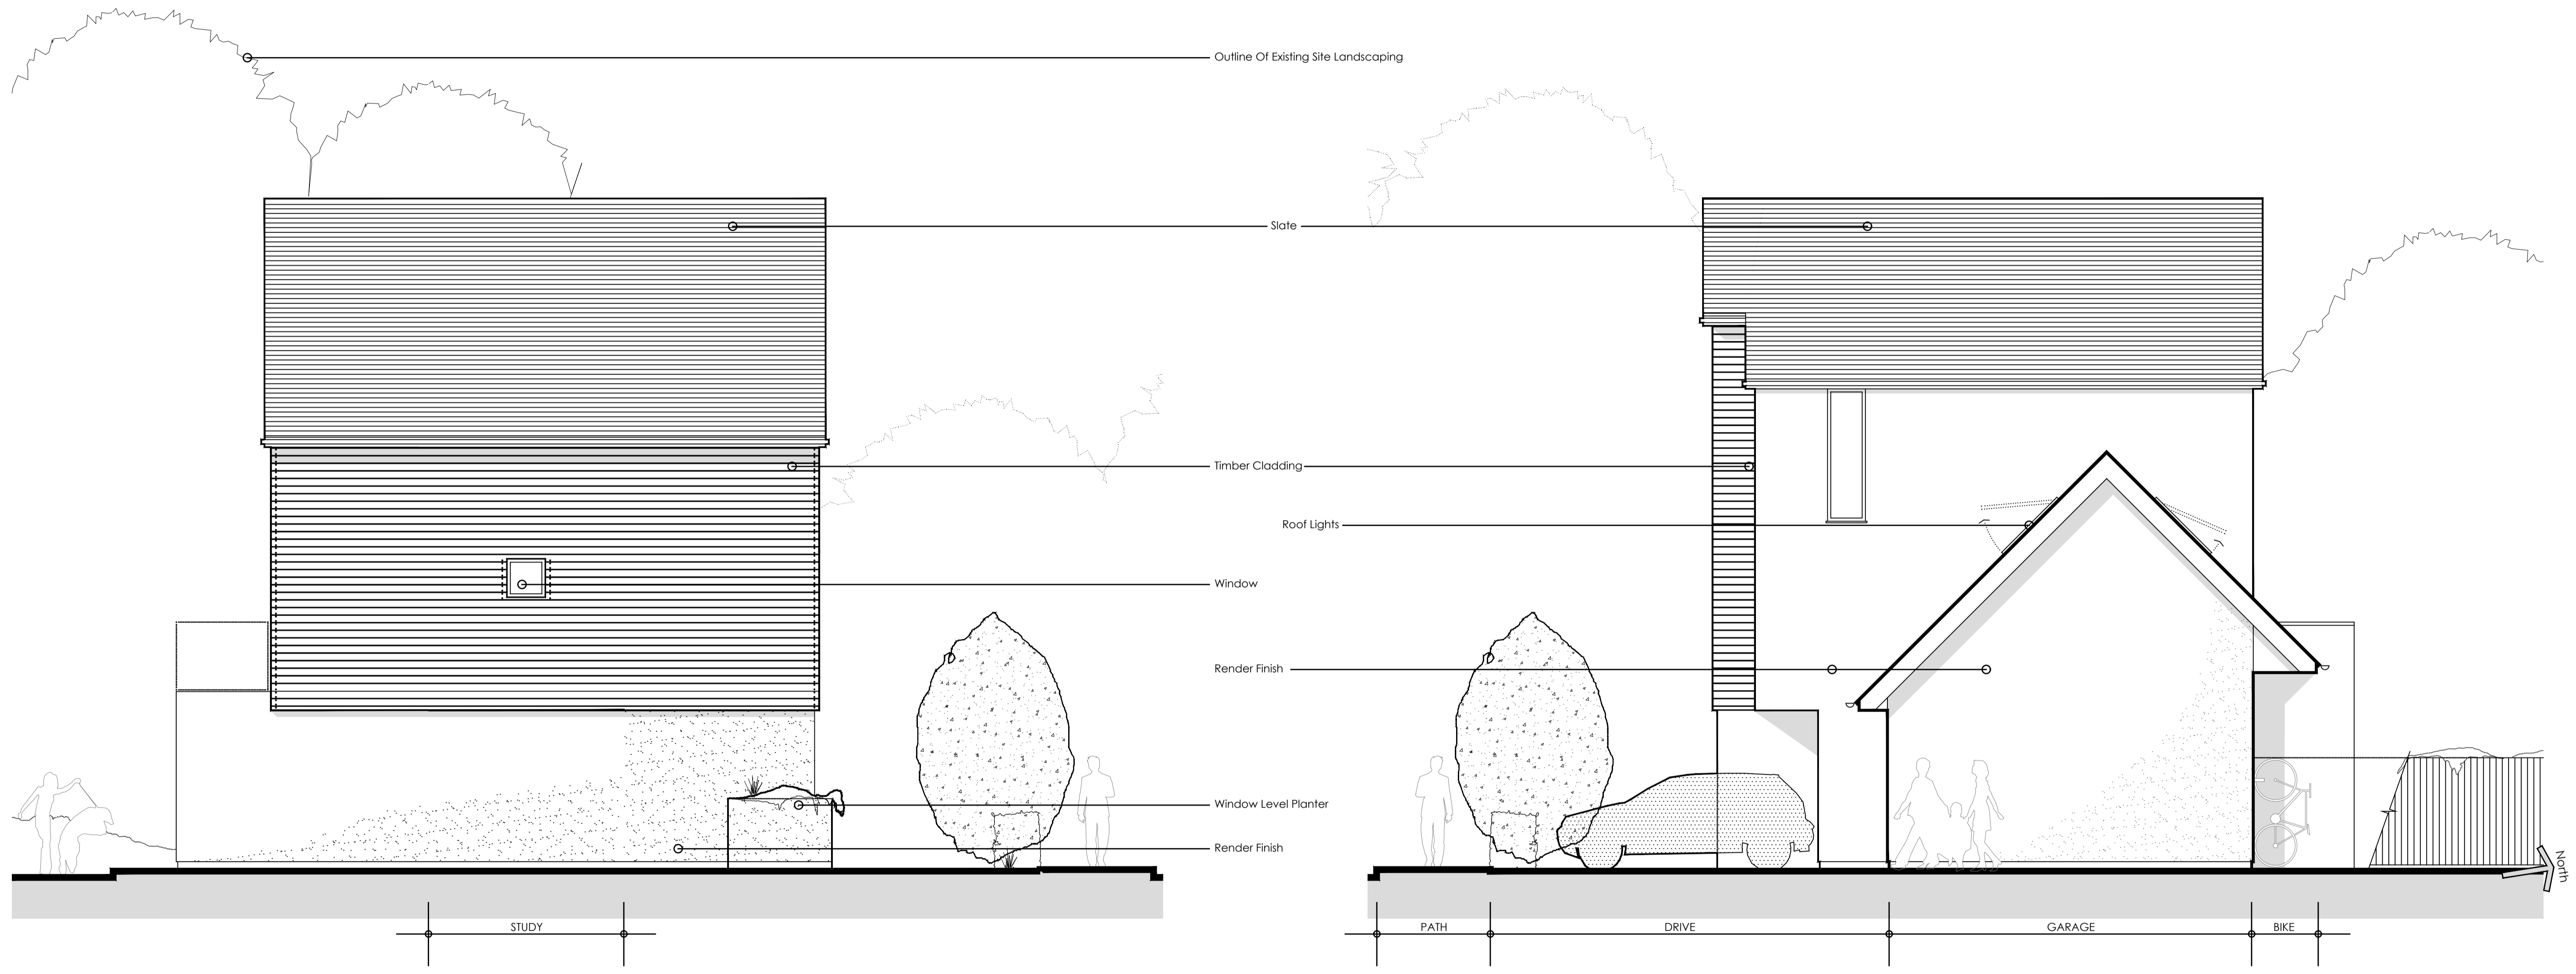 Outline Of Existing Site Landscaping
Slate
Timber Cladding
Roof Lights
Window
Render Finish
Window Level Planter
Render Finish
North
STUDY
PATH
DRIVE
GARAGE
BIKE